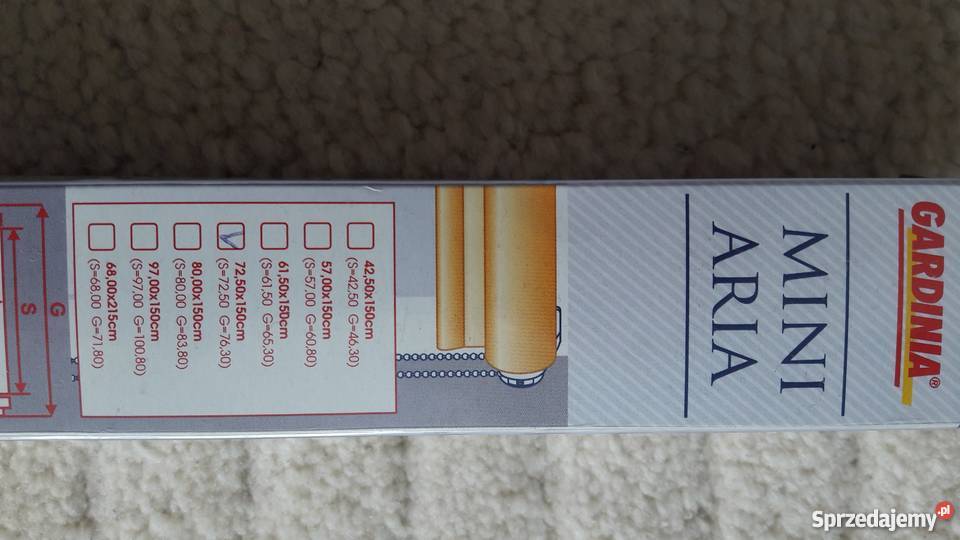 GARDINIA®
MINI
ARIA
42,50x150cm
(S=42,50 G=46,30)
57,00x150cm
(S=57,00 G=60,80)
61,50x150cm
(S=61,50 G=65,30)
72,50x150cm
(S=72,50 G=76,30)
80,00x150cm
(S=80,00 G=83,80)
97,00x150cm
(S=97,00 G=100,80)
68,00x215cm
(S=68,00 G=71,80)
G
S
Sprzedajemy.pl